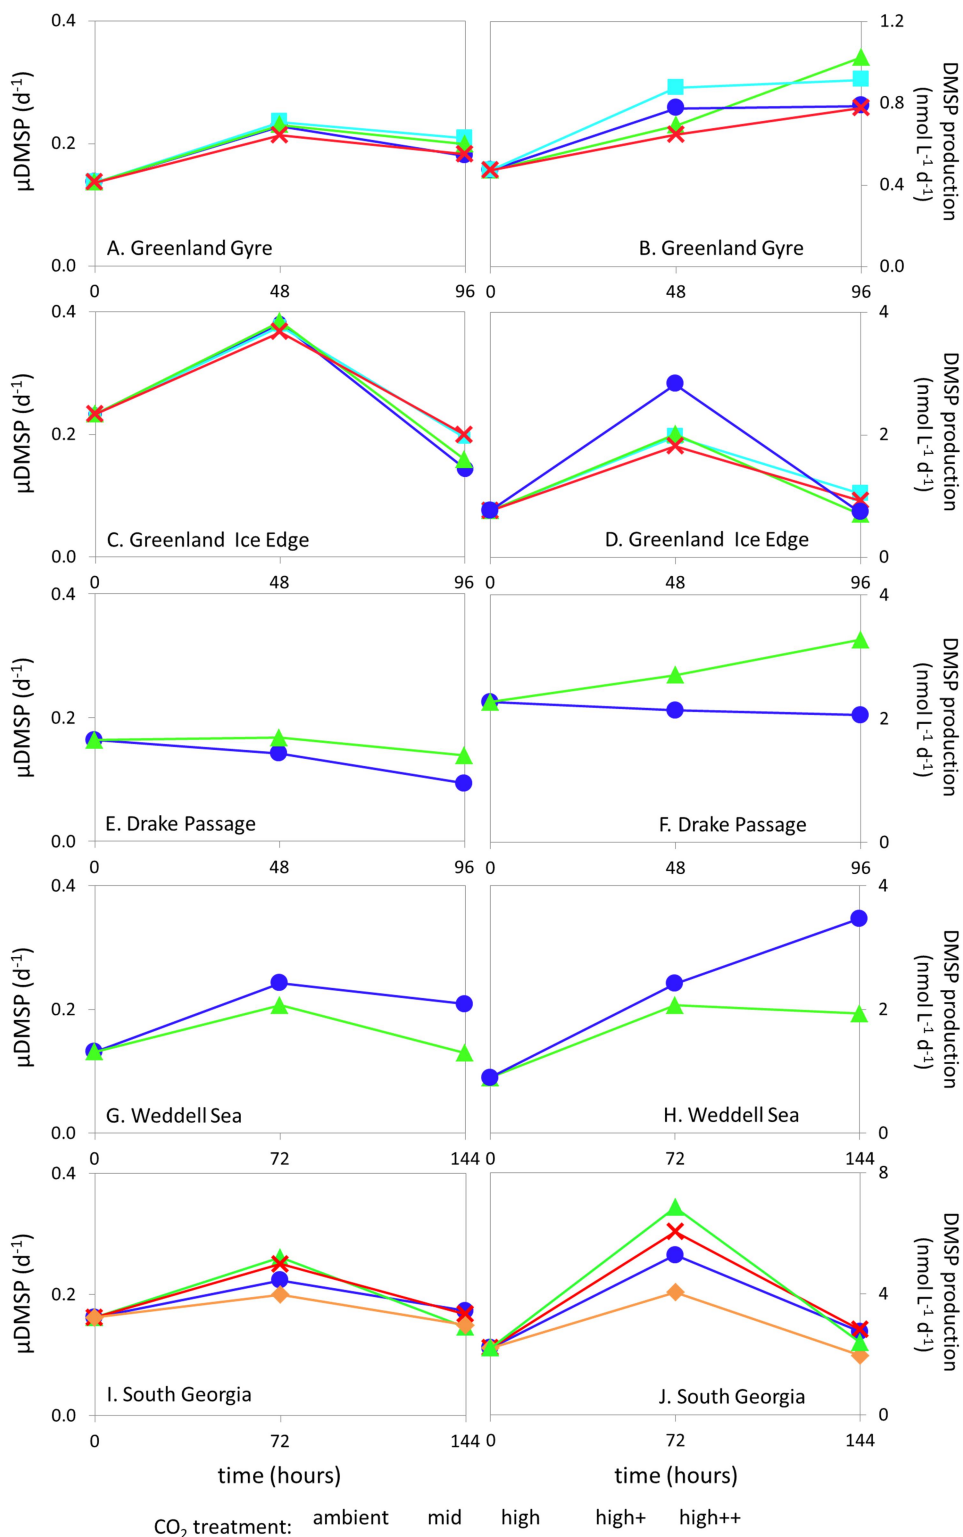 0.4
1.2
0.2
0.8
0.4
0.0
0.0
µDMSP (d⁻¹)
A. Greenland Gyre
B. Greenland Gyre
DMSP production
(nmol L⁻¹ d⁻¹)
0 48 96
0 48 96
0.4
4
0.2
2
0.0
0
µDMSP (d⁻¹)
C. Greenland Ice Edge
D. Greenland Ice Edge
DMSP production
(nmol L⁻¹ d⁻¹)
0 48 96
0 48 96
0.4
4
0.2
2
0.0
0
µDMSP (d⁻¹)
E. Drake Passage
F. Drake Passage
DMSP production
(nmol L⁻¹ d⁻¹)
0 48 96
0 48 96
0.4
4
0.2
2
0.0
0
µDMSP (d⁻¹)
G. Weddell Sea
H. Weddell Sea
DMSP production
(nmol L⁻¹ d⁻¹)
0 72 144
0 72 144
0.4
8
0.2
4
0.0
0
µDMSP (d⁻¹)
I. South Georgia
J. South Georgia
DMSP production
(nmol L⁻¹ d⁻¹)
0 72 144
0 72 144
time (hours)
time (hours)
CO₂ treatment: ambient mid high high+ high++